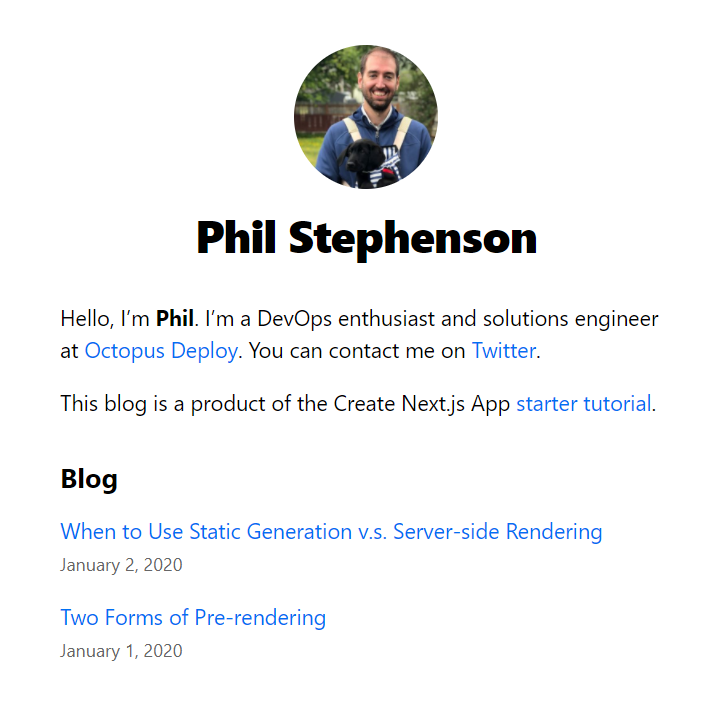 Phil Stephenson
Hello, I’m Phil. I’m a DevOps enthusiast and solutions engineer
at Octopus Deploy. You can contact me on Twitter.
This blog is a product of the Create Next.js App starter tutorial.
Blog
When to Use Static Generation v.s. Server-side Rendering
January 2, 2020
Two Forms of Pre-rendering
January 1, 2020